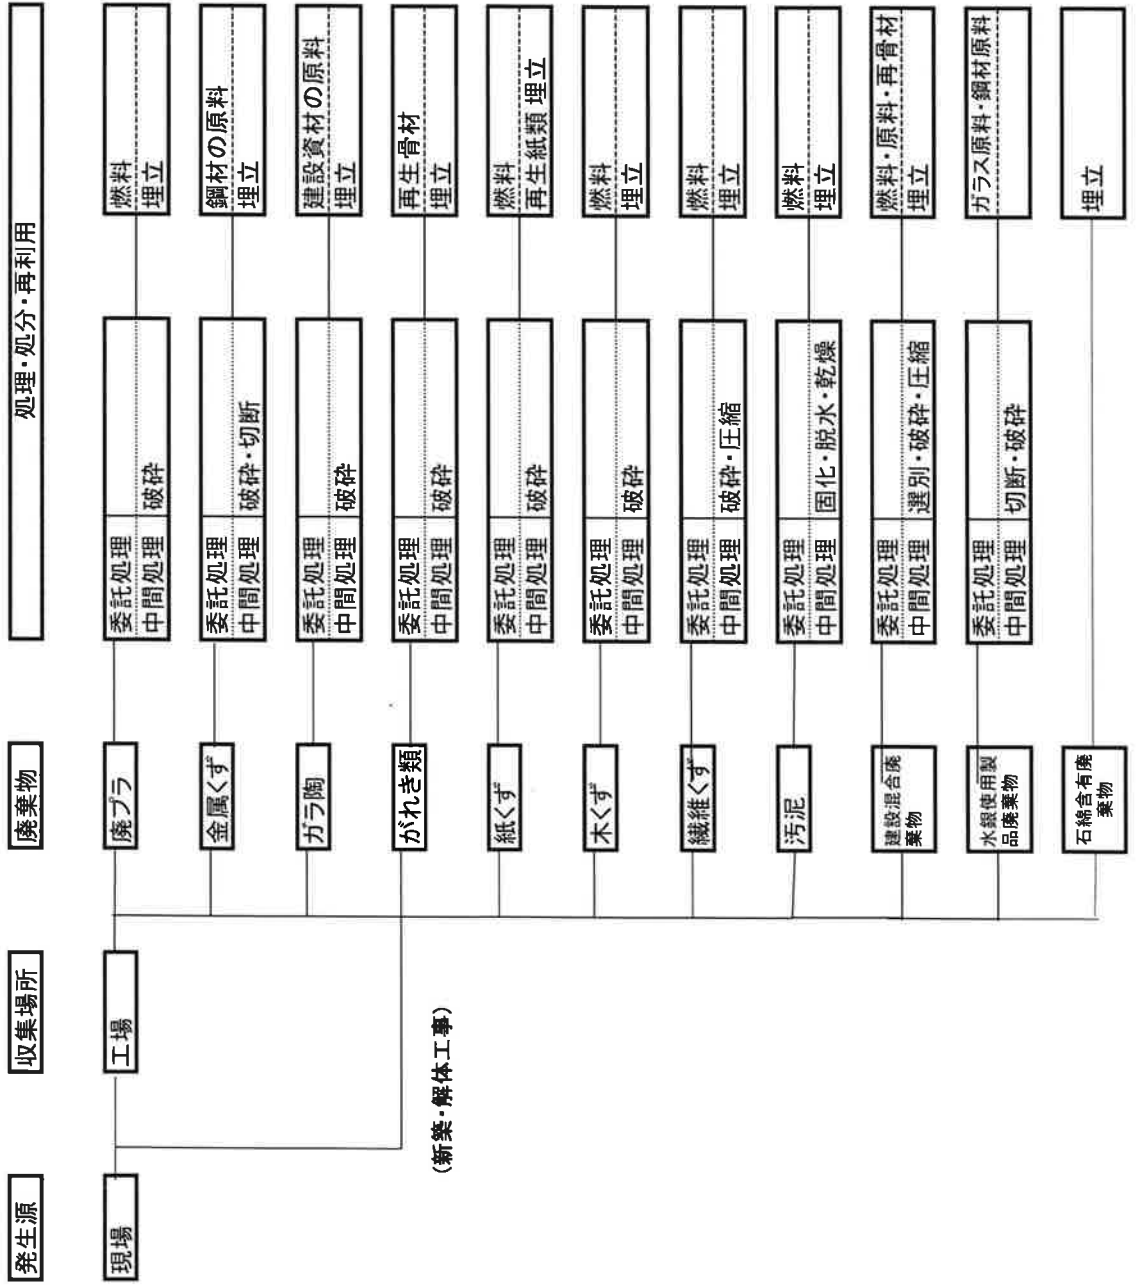 発生源
収集場所
廃棄物
処理・処分・再利用
現場
工場
廃プラ
委託処理
中間処理
破砕
燃料
埋立
金属くず
委託処理
中間処理
破砕・切断
鋼材の原料
埋立
ガラ陶
委託処理
中間処理
破砕
建設資材の原料
埋立
がれき類
委託処理
中間処理
破砕
再生骨材
埋立
(新築・解体工事)
紙くず
委託処理
中間処理
破砕
燃料
再生紙類 埋立
木くず
委託処理
中間処理
破砕
燃料
埋立
繊維くず
委託処理
中間処理
破砕・圧縮
燃料
埋立
汚泥
委託処理
中間処理
固化・脱水・乾燥
燃料
埋立
建設混合廃
棄物
委託処理
中間処理
選別・破砕・圧縮
燃料・原料・再骨材
埋立
水銀使用製
品廃棄物
委託処理
中間処理
切断・破砕
ガラス原料・鋼材原料
石綿含有廃
棄物
埋立